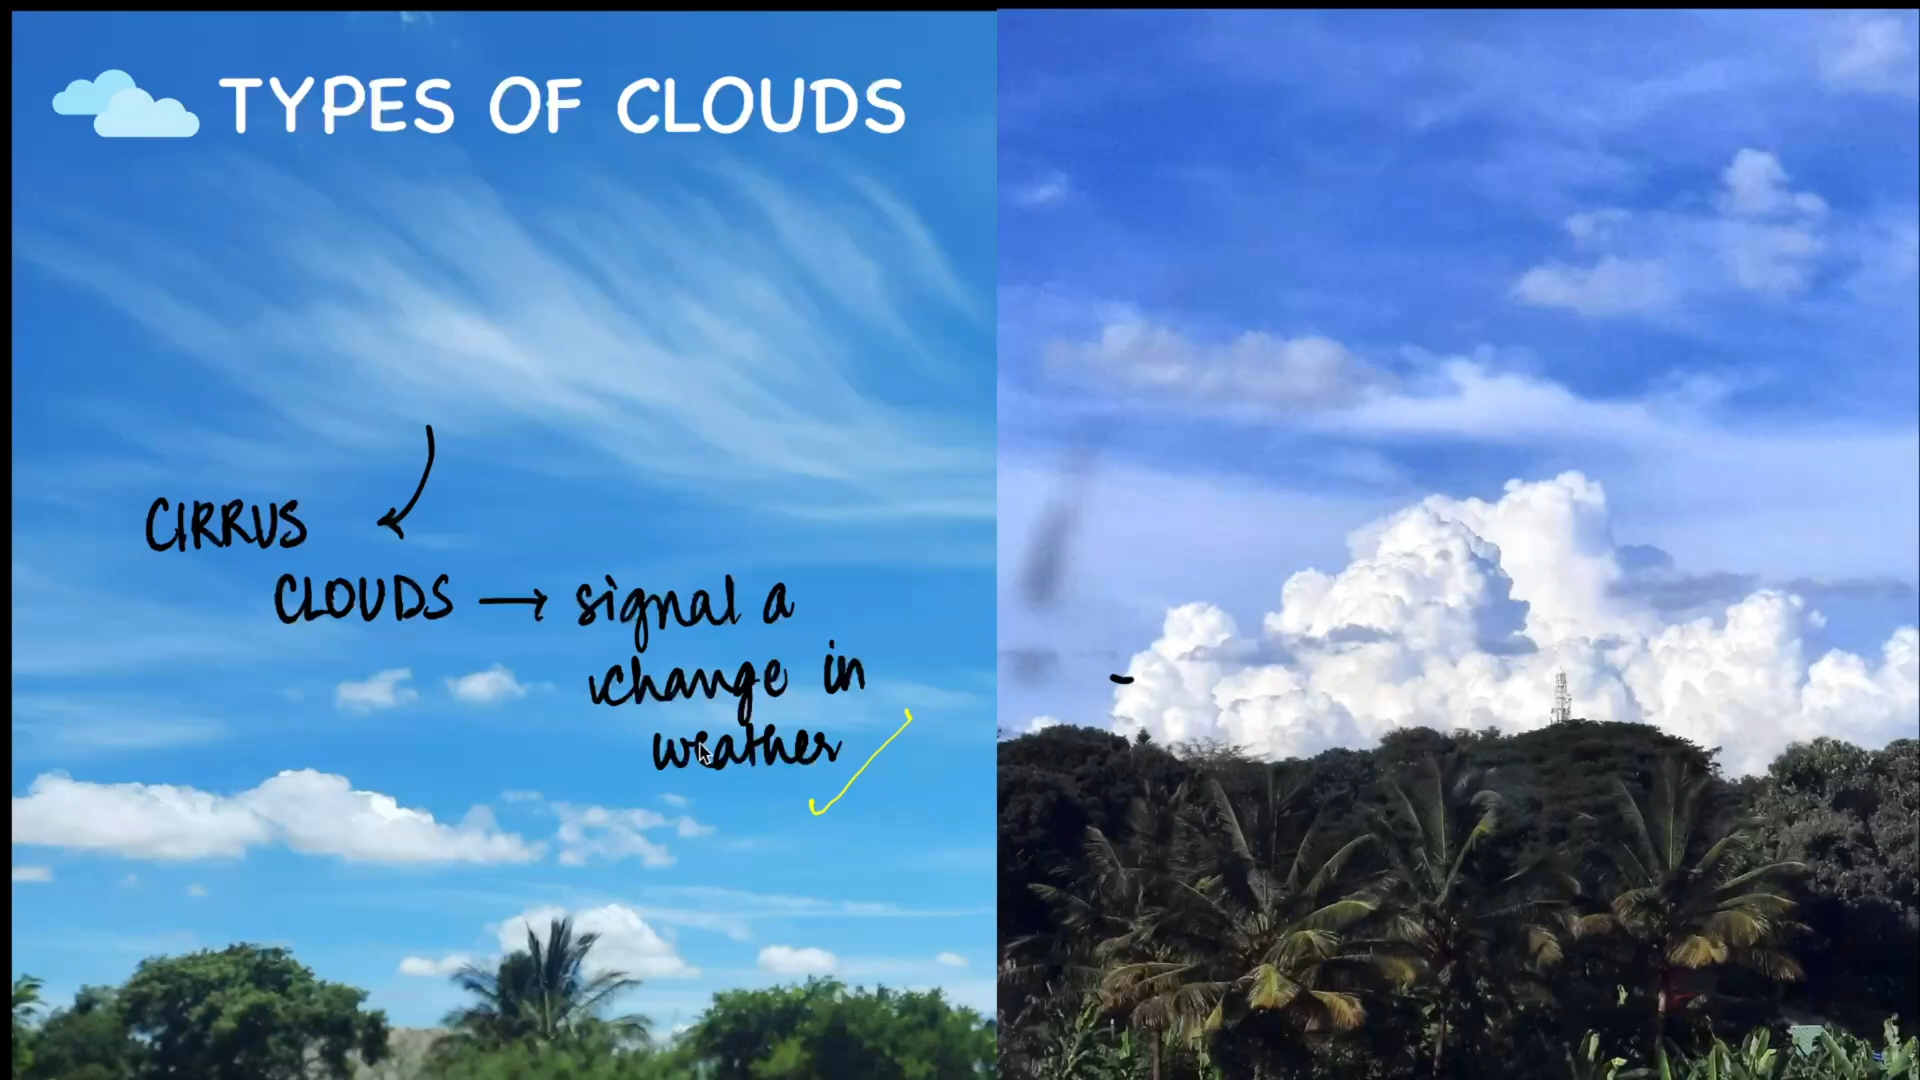 TYPES OF CLOUDS
CIRRUS
CLOUDS → signal a
change in
weather